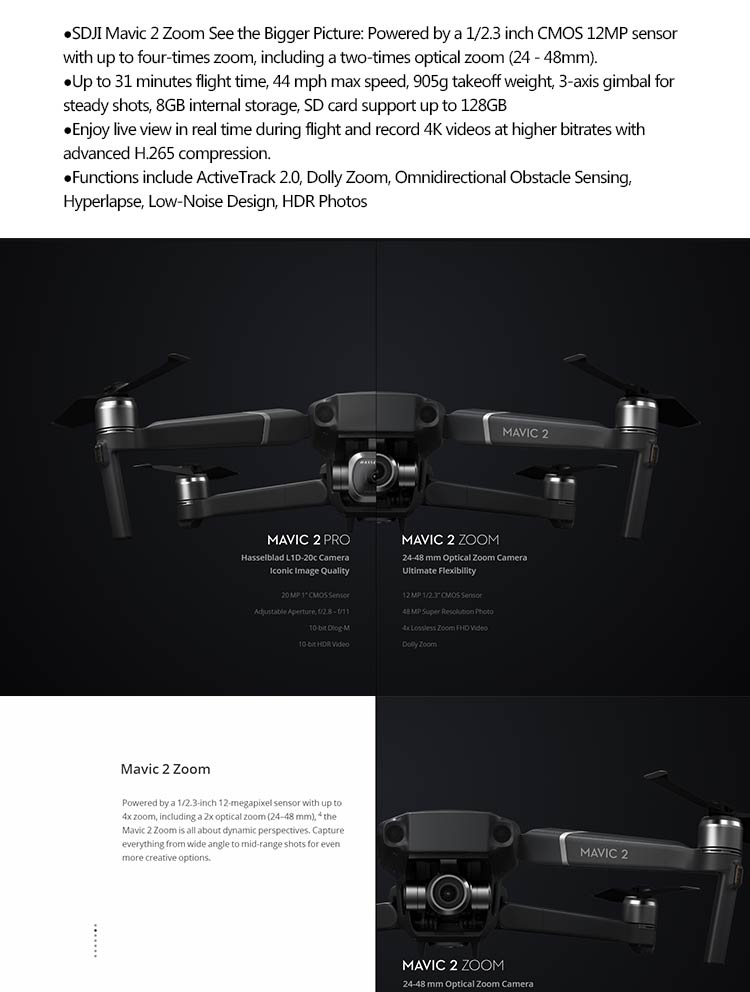 ●SDJI Mavic 2 Zoom See the Bigger Picture: Powered by a 1/2.3 inch CMOS 12MP sensor
with up to four-times zoom, including a two-times optical zoom (24 - 48mm).
●Up to 31 minutes flight time, 44 mph max speed, 905g takeoff weight, 3-axis gimbal for
steady shots, 8GB internal storage, SD card support up to 128GB
●Enjoy live view in real time during flight and record 4K videos at higher bitrates with
advanced H.265 compression.
●Functions include ActiveTrack 2.0, Dolly Zoom, Omnidirectional Obstacle Sensing,
Hyperlapse, Low-Noise Design, HDR Photos
MAVIC 2
MAVIC 2 PRO
Hasselblad L1D-20c Camera
Iconic Image Quality
20 MP 1" CMOS Sensor
Adjustable Aperture, f/2.8 - f/11
10-bit Dlog-M
10-bit HDR Video
MAVIC 2 ZOOM
24-48 mm Optical Zoom Camera
Ultimate Flexibility
12 MP 1/2.3" CMOS Sensor
48 MP Super Resolution Photo
4x Lossless Zoom FHD Video
Dolly Zoom
Mavic 2 Zoom
Powered by a 1/2.3-inch 12-megapixel sensor with up to
4x zoom, including a 2x optical zoom (24–48 mm), 4 the
Mavic 2 Zoom is all about dynamic perspectives. Capture
everything from wide angle to mid-range shots for even
more creative options.
MAVIC 2
MAVIC 2 ZOOM
24-48 mm Optical Zoom Camera